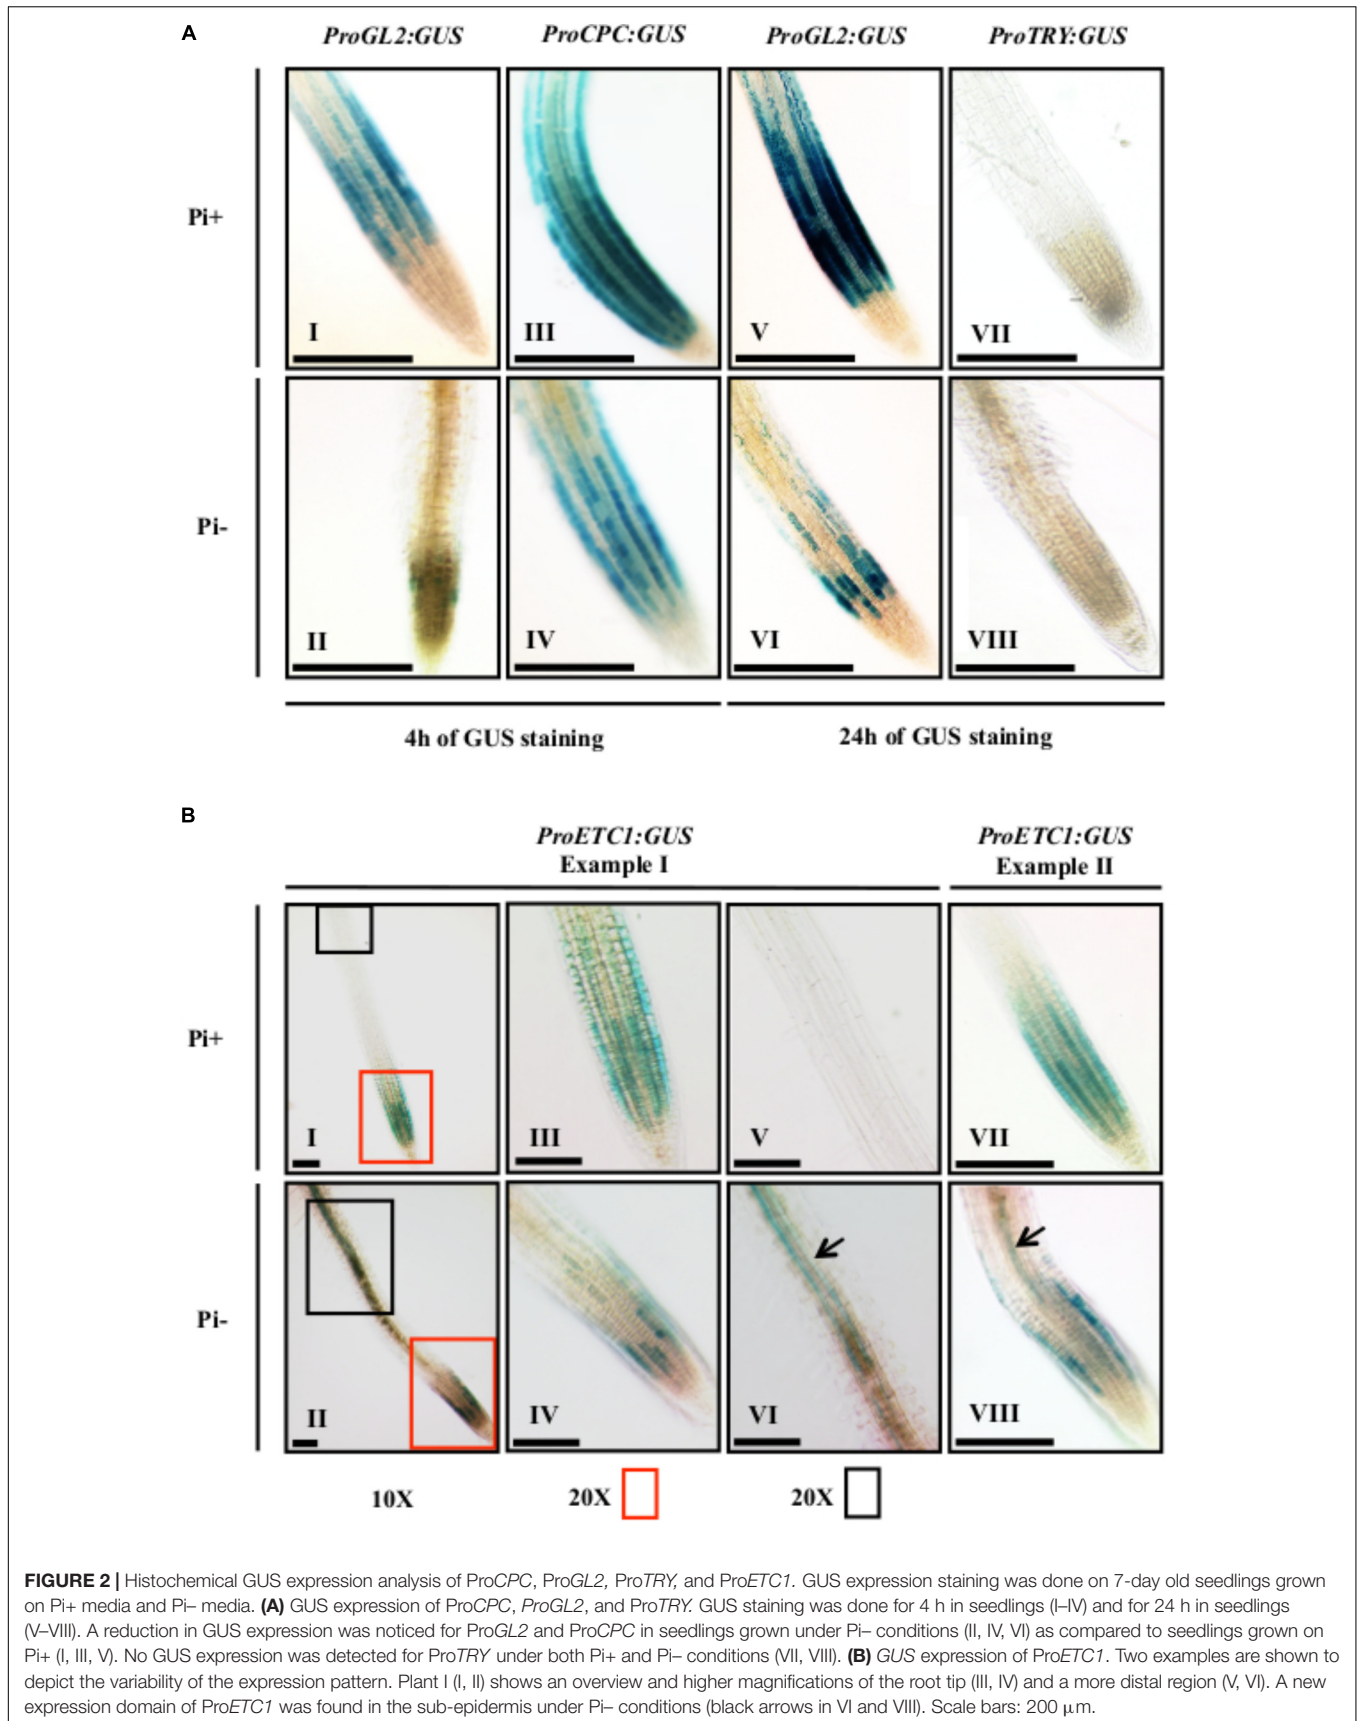 A
ProGL2:GUS ProCPC:GUS ProGL2:GUS ProTRY:GUS
Pi+
I III V VII
Pi-
II IV VI VIII
4h of GUS staining 24h of GUS staining
B
ProETC1:GUS ProETC1:GUS
Example I Example II
Pi+
I III V VII
Pi-
II IV VI VIII
10X 20X 20X
FIGURE 2 | Histochemical GUS expression analysis of ProCPC, ProGL2, ProTRY, and ProETC1. GUS expression staining was done on 7-day old seedlings grown
on Pi+ media and Pi– media. (A) GUS expression of ProCPC, ProGL2, and ProTRY. GUS staining was done for 4 h in seedlings (I–IV) and for 24 h in seedlings
(V–VIII). A reduction in GUS expression was noticed for ProGL2 and ProCPC in seedlings grown under Pi– conditions (II, IV, VI) as compared to seedlings grown on
Pi+ (I, III, V). No GUS expression was detected for ProTRY under both Pi+ and Pi– conditions (VII, VIII). (B) GUS expression of ProETC1. Two examples are shown to
depict the variability of the expression pattern. Plant I (I, II) shows an overview and higher magnifications of the root tip (III, IV) and a more distal region (V, VI). A new
expression domain of ProETC1 was found in the sub-epidermis under Pi– conditions (black arrows in VI and VIII). Scale bars: 200 μm.